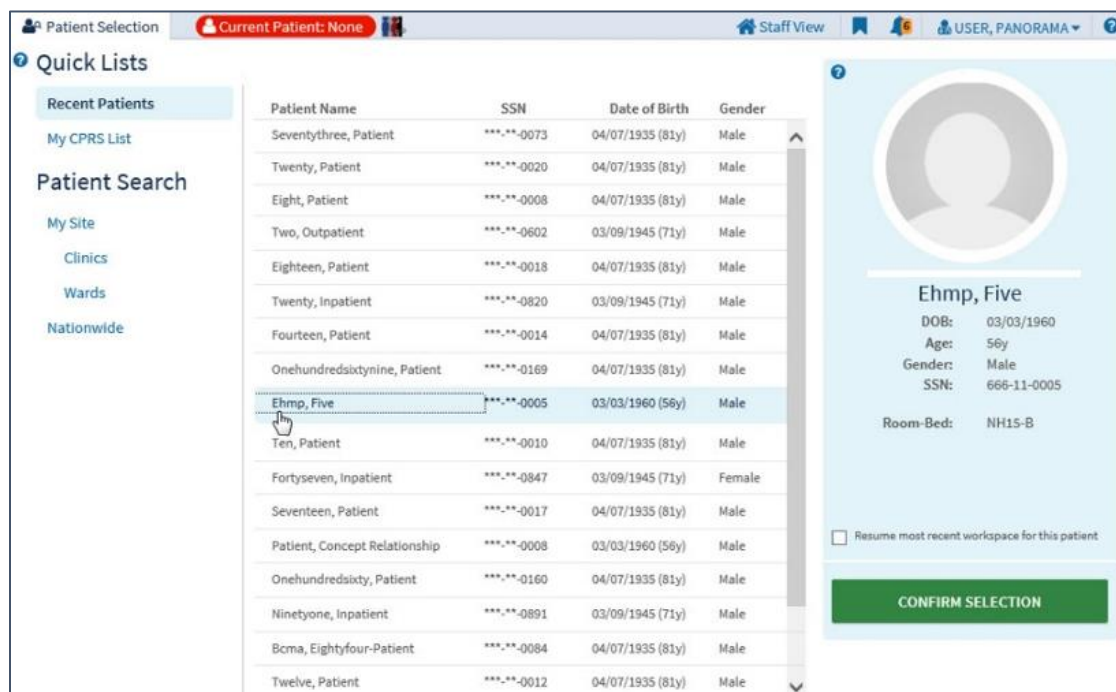 Patient Selection Current Patient: None Staff View 6 USER, PANORAMA ?
? Quick Lists
Recent Patients
My CPRS List
Patient Search
My Site
Clinics
Wards
Nationwide
Patient Name SSN Date of Birth Gender
Seventythree, Patient ***-**-0073 04/07/1935 (81y) Male
Twenty, Patient ***-**-0020 04/07/1935 (81y) Male
Eight, Patient ***-**-0008 04/07/1935 (81y) Male
Two, Outpatient ***-**-0602 03/09/1945 (71y) Male
Eighteen, Patient ***-**-0018 04/07/1935 (81y) Male
Twenty, Inpatient ***-**-0820 03/09/1945 (71y) Male
Fourteen, Patient ***-**-0014 04/07/1935 (81y) Male
Onehundredsixtynine, Patient ***-**-0169 04/07/1935 (81y) Male
Ehmp, Five ***-**-0005 03/03/1960 (56y) Male
Ten, Patient ***-**-0010 04/07/1935 (81y) Male
Fortyseven, Inpatient ***-**-0847 03/09/1945 (71y) Female
Seventeen, Patient ***-**-0017 04/07/1935 (81y) Male
Patient, Concept Relationship ***-**-0008 03/03/1960 (56y) Male
Onehundredsixty, Patient ***-**-0160 04/07/1935 (81y) Male
Ninetyone, Inpatient ***-**-0891 03/09/1945 (71y) Male
Bcma, Eightyfour-Patient ***-**-0084 04/07/1935 (81y) Male
Twelve, Patient ***-**-0012 04/07/1935 (81y) Male
?
Ehmp, Five
DOB: 03/03/1960
Age: 56y
Gender: Male
SSN: 666-11-0005
Room-Bed: NH15-B
Resume most recent workspace for this patient
CONFIRM SELECTION